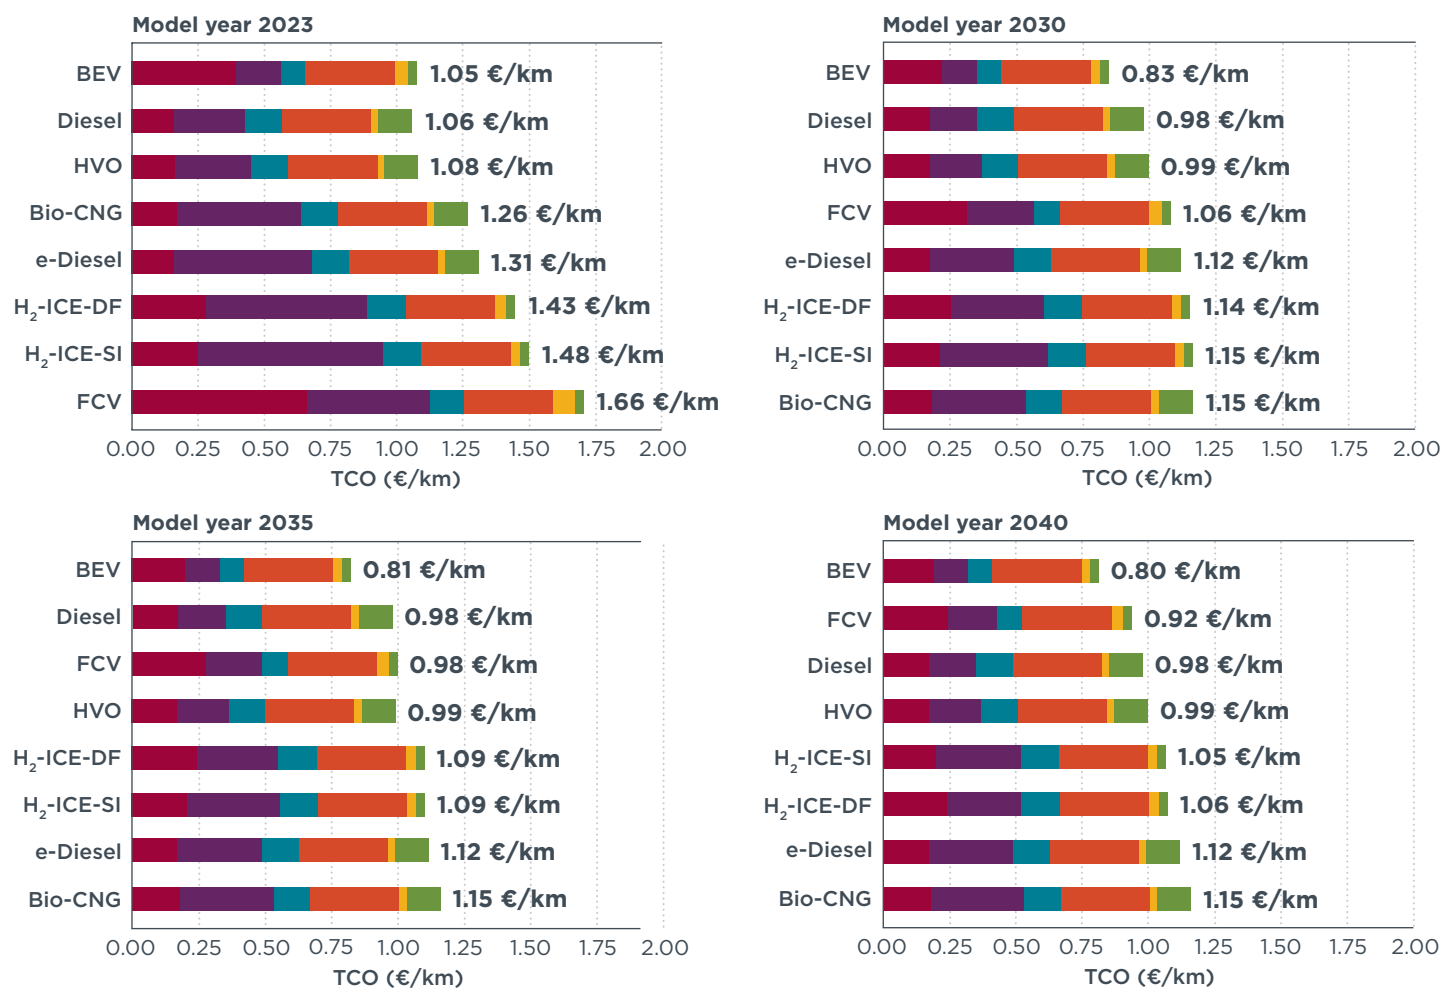 Model year 2023
BEV 1.05 €/km
Diesel 1.06 €/km
HVO 1.08 €/km
Bio-CNG 1.26 €/km
e-Diesel 1.31 €/km
H2-ICE-DF 1.43 €/km
H2-ICE-SI 1.48 €/km
FCV 1.66 €/km
0.00 0.25 0.50 0.75 1.00 1.25 1.50 1.75 2.00
TCO (€/km)
Model year 2030
BEV 0.83 €/km
Diesel 0.98 €/km
HVO 0.99 €/km
FCV 1.06 €/km
e-Diesel 1.12 €/km
H2-ICE-DF 1.14 €/km
H2-ICE-SI 1.15 €/km
Bio-CNG 1.15 €/km
0.00 0.25 0.50 0.75 1.00 1.25 1.50 1.75 2.00
TCO (€/km)
Model year 2035
BEV 0.81 €/km
Diesel 0.98 €/km
FCV 0.98 €/km
HVO 0.99 €/km
H2-ICE-DF 1.09 €/km
H2-ICE-SI 1.09 €/km
e-Diesel 1.12 €/km
Bio-CNG 1.15 €/km
0.00 0.25 0.50 0.75 1.00 1.25 1.50 1.75 2.00
TCO (€/km)
Model year 2040
BEV 0.80 €/km
FCV 0.92 €/km
Diesel 0.98 €/km
HVO 0.99 €/km
H2-ICE-SI 1.05 €/km
H2-ICE-DF 1.06 €/km
e-Diesel 1.12 €/km
Bio-CNG 1.15 €/km
0.00 0.25 0.50 0.75 1.00 1.25 1.50 1.75 2.00
TCO (€/km)